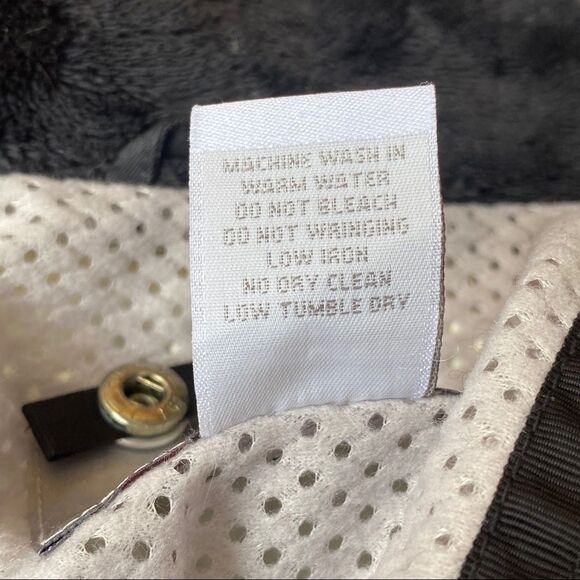 MACHINE WASH IN
WARM WATER
DO NOT BLEACH
DO NOT WRINGING
LOW IRON
NO DRY CLEAN
LOW TUMBLE DRY